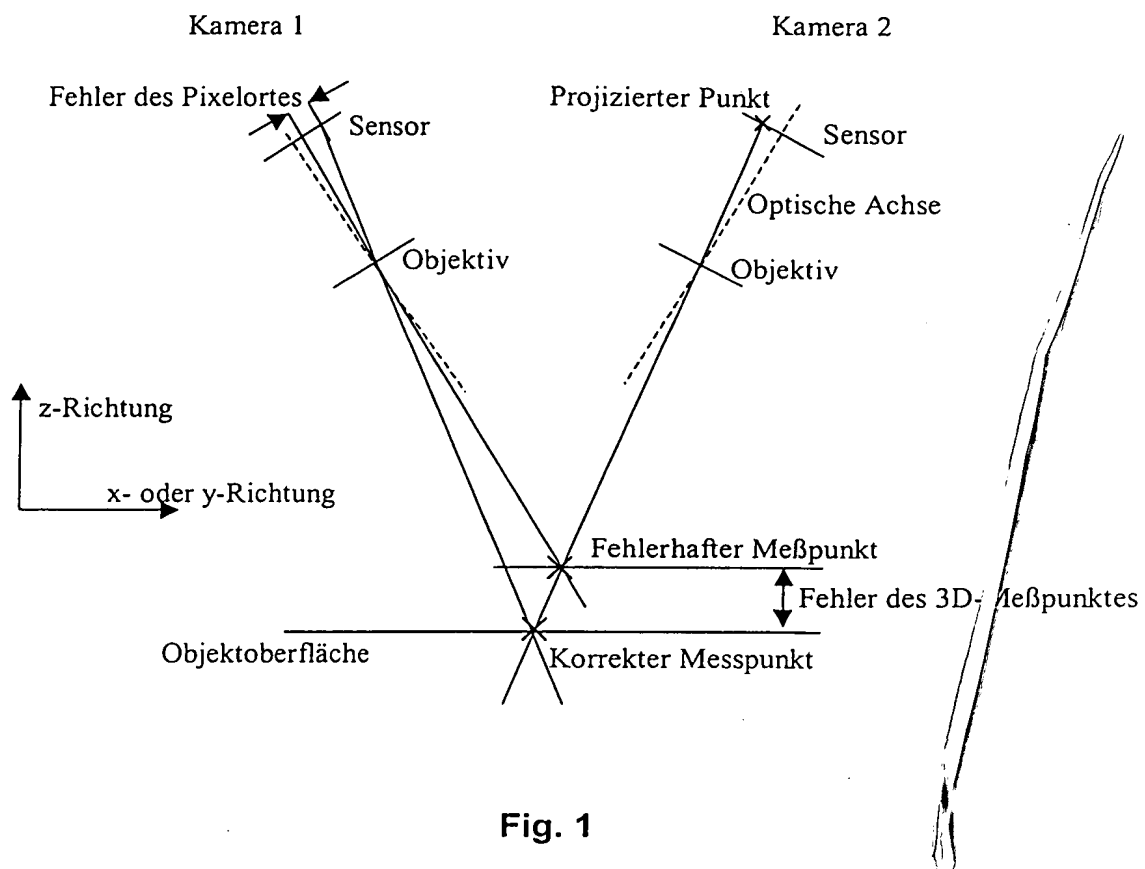 Kamera 1
Kamera 2
Fehler des Pixelortes
Projizierter Punkt
Sensor
Sensor
Optische Achse
Objektiv
Objektiv
z-Richtung
x- oder y-Richtung
Fehlerhafter Meßpunkt
Fehler des 3D-Meßpunktes
Objektoberfläche
Korrekter Messpunkt
Fig. 1